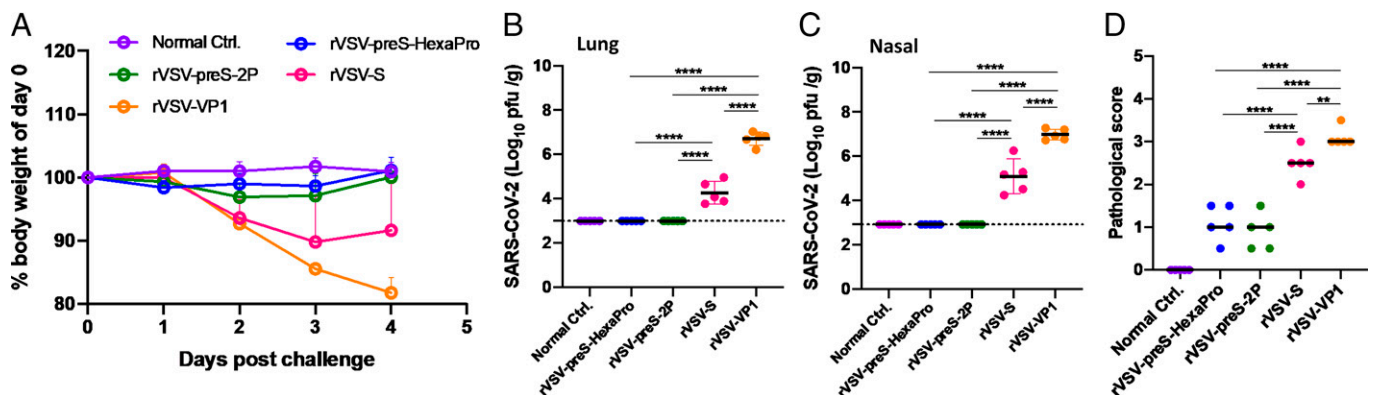 A
Normal Ctrl.
rVSV-preS-HexaPro
rVSV-preS-2P
rVSV-S
rVSV-VP1
% body weight of day 0
120
110
100
90
80
0
1
2
3
4
5
Days post challenge
B
Lung
SARS-CoV-2 (Log10 pfu /g)
10
8
6
4
2
0
****
****
****
****
****
Normal Ctrl.
rVSV-preS-HexaPro
rVSV-preS-2P
rVSV-S
rVSV-VP1
C
Nasal
SARS-CoV-2 (Log10 pfu /g)
10
8
6
4
2
0
****
****
****
****
****
Normal Ctrl.
rVSV-preS-HexaPro
rVSV-preS-2P
rVSV-S
rVSV-VP1
D
Pathological score
5
4
3
2
1
0
****
****
****
**
****
Normal Ctrl.
rVSV-preS-HexaPro
rVSV-preS-2P
rVSV-S
rVSV-VP1